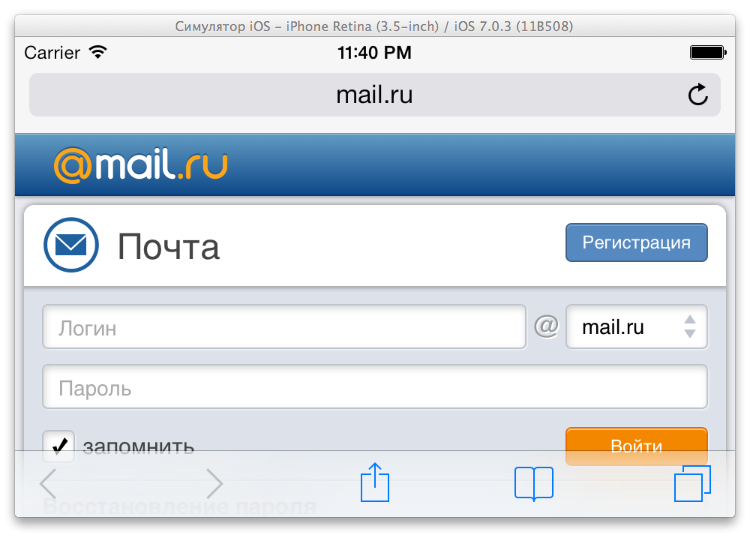 Симулятор iOS – iPhone Retina (3.5-inch) / iOS 7.0.3 (11B508)
Carrier 11:40 PM
mail.ru
@mail.ru
Почта Регистрация
Логин @ mail.ru
Пароль
запомнить Войти
Восстановление пароля